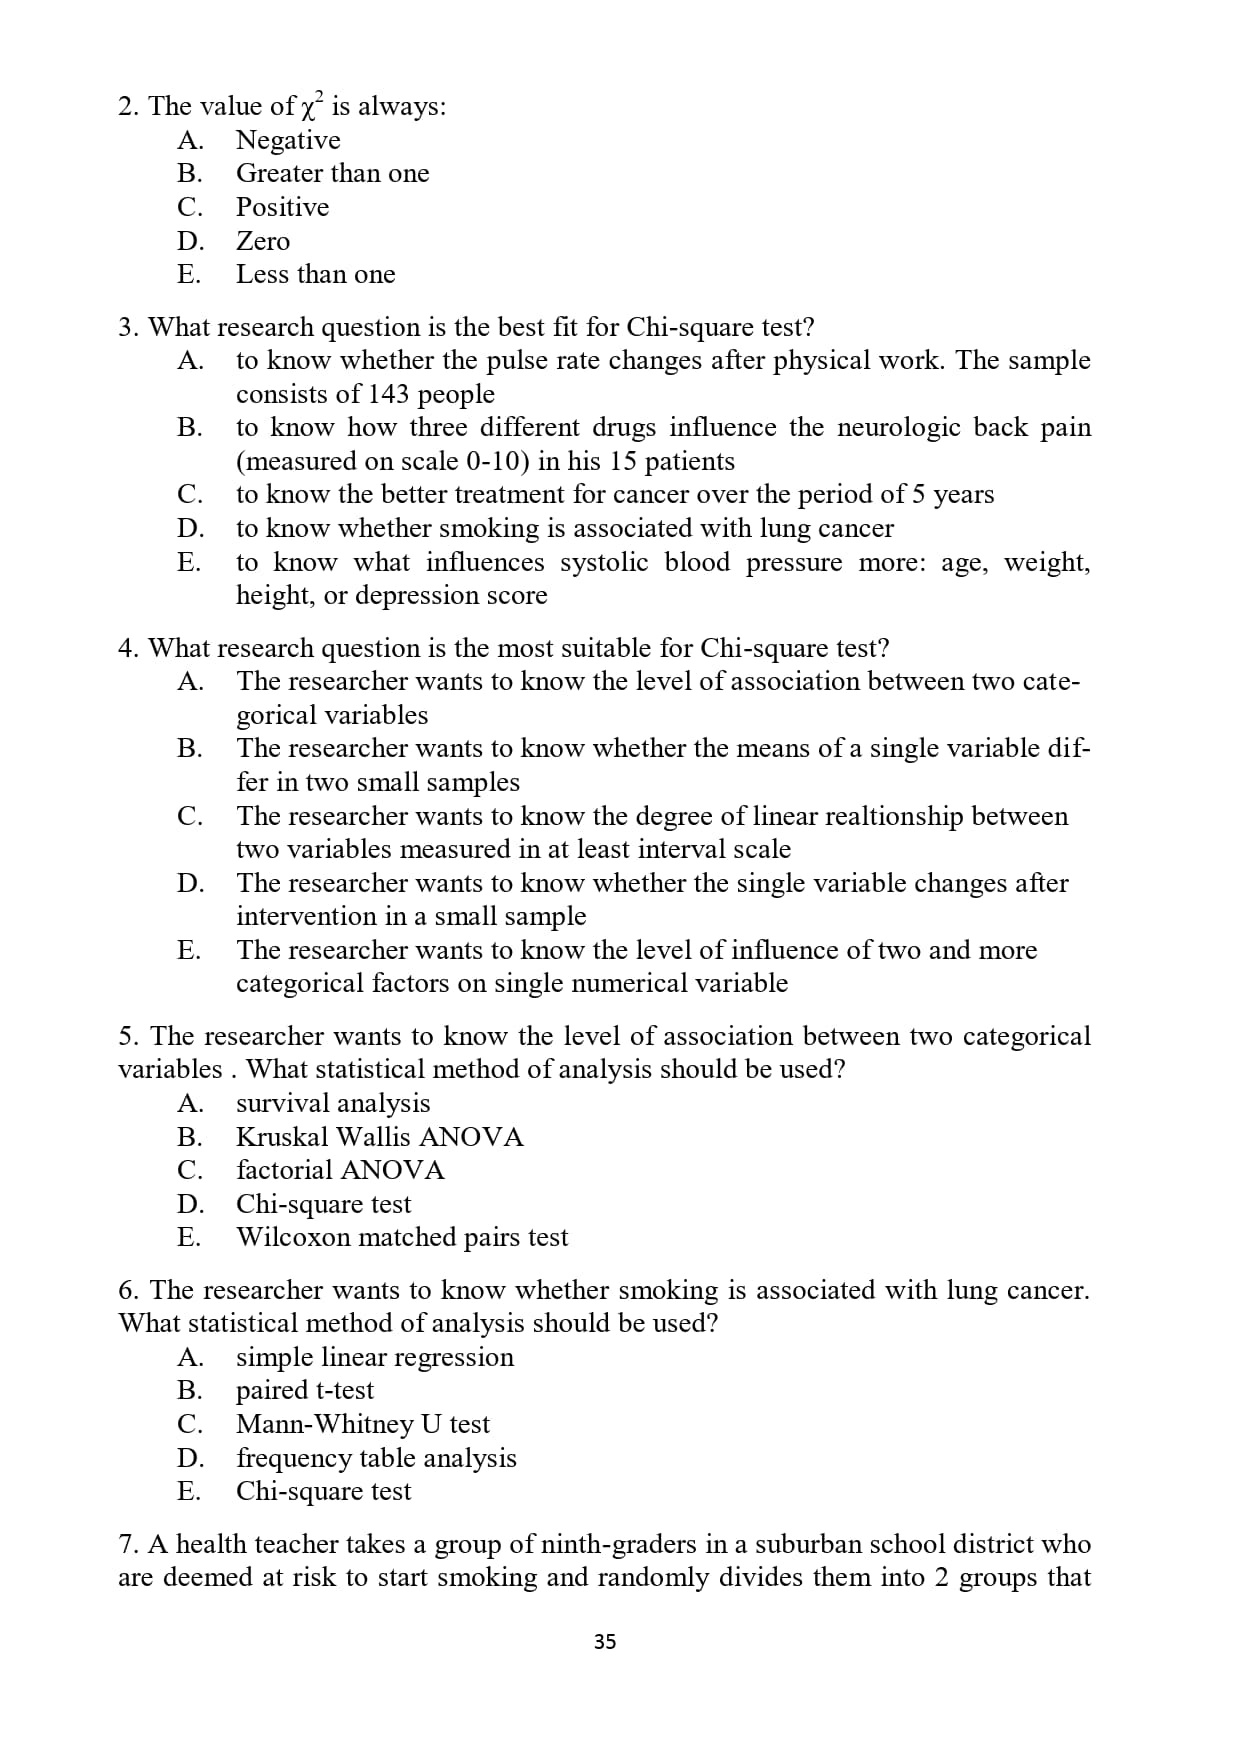 2. The value of χ² is always:
A. Negative
B. Greater than one
C. Positive
D. Zero
E. Less than one
3. What research question is the best fit for Chi-square test?
A. to know whether the pulse rate changes after physical work. The sample
consists of 143 people
B. to know how three different drugs influence the neurologic back pain
(measured on scale 0-10) in his 15 patients
C. to know the better treatment for cancer over the period of 5 years
D. to know whether smoking is associated with lung cancer
E. to know what influences systolic blood pressure more: age, weight,
height, or depression score
4. What research question is the most suitable for Chi-square test?
A. The researcher wants to know the level of association between two cate-
gorical variables
B. The researcher wants to know whether the means of a single variable dif-
fer in two small samples
C. The researcher wants to know the degree of linear realtionship between
two variables measured in at least interval scale
D. The researcher wants to know whether the single variable changes after
intervention in a small sample
E. The researcher wants to know the level of influence of two and more
categorical factors on single numerical variable
5. The researcher wants to know the level of association between two categorical
variables . What statistical method of analysis should be used?
A. survival analysis
B. Kruskal Wallis ANOVA
C. factorial ANOVA
D. Chi-square test
E. Wilcoxon matched pairs test
6. The researcher wants to know whether smoking is associated with lung cancer.
What statistical method of analysis should be used?
A. simple linear regression
B. paired t-test
C. Mann-Whitney U test
D. frequency table analysis
E. Chi-square test
7. A health teacher takes a group of ninth-graders in a suburban school district who
are deemed at risk to start smoking and randomly divides them into 2 groups that
35